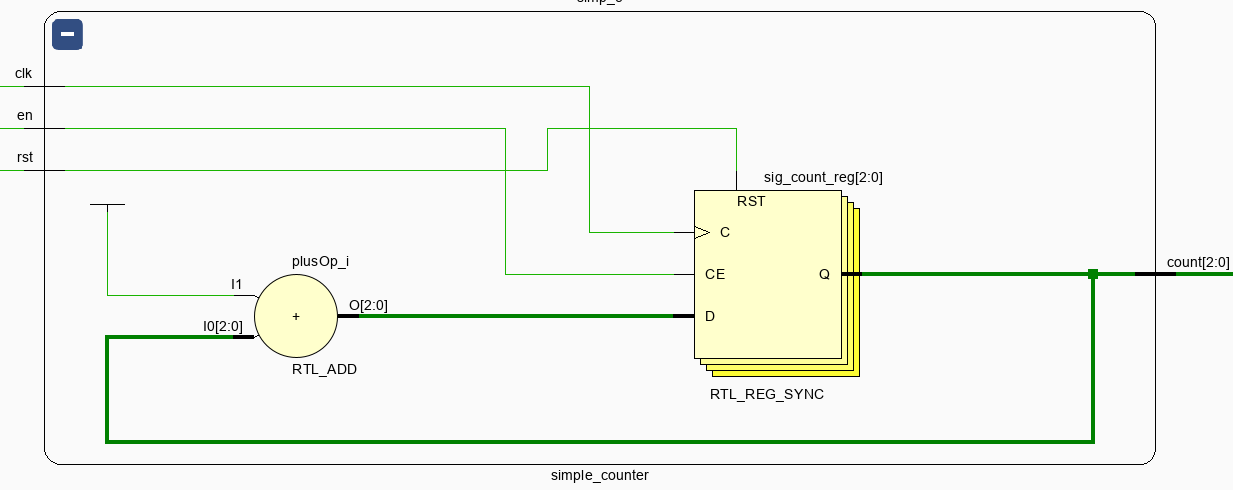 clk
en
rst
sig_count_reg[2:0]
RST
C
CE
Q
D
count[2:0]
plusOp_i
I1
I0[2:0]
+
O[2:0]
RTL_ADD
RTL_REG_SYNC
simple_counter